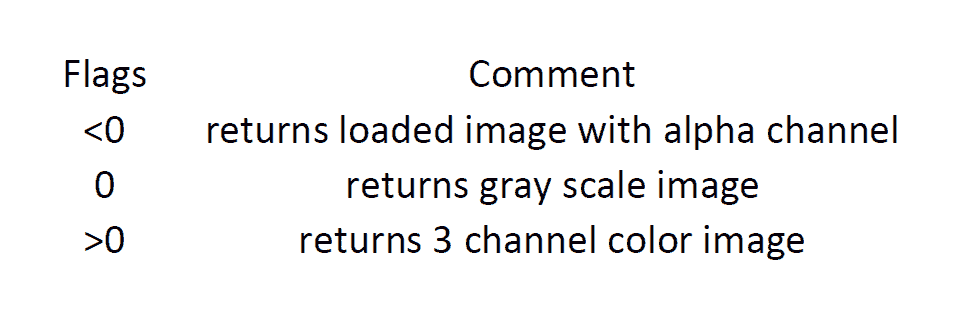 Flags Comment
<0 returns loaded image with alpha channel
0 returns gray scale image
>0 returns 3 channel color image